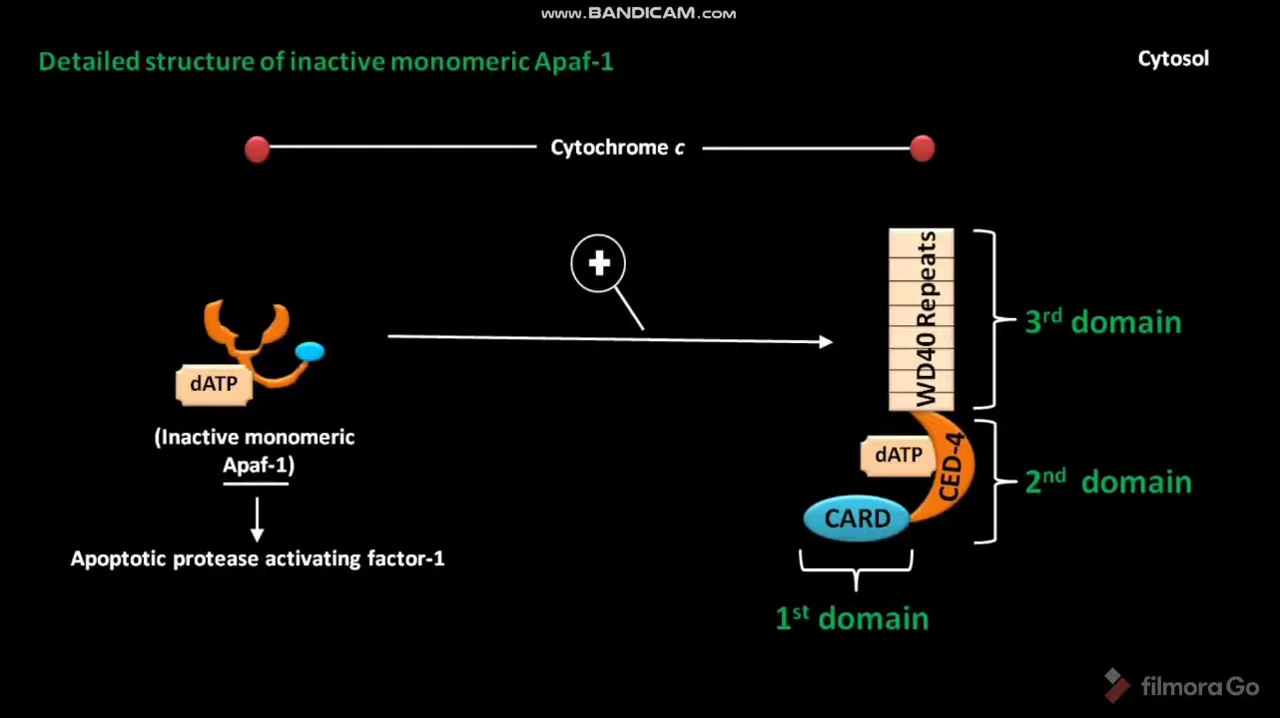 www.BANDICAM.com
Detailed structure of inactive monomeric Apaf-1
Cytosol
Cytochrome c
WD40 Repeats
3rd domain
dATP
(Inactive monomeric
Apaf-1)
Apoptotic protease activating factor-1
dATP
CED-4
2nd domain
CARD
1st domain
filmoraGo